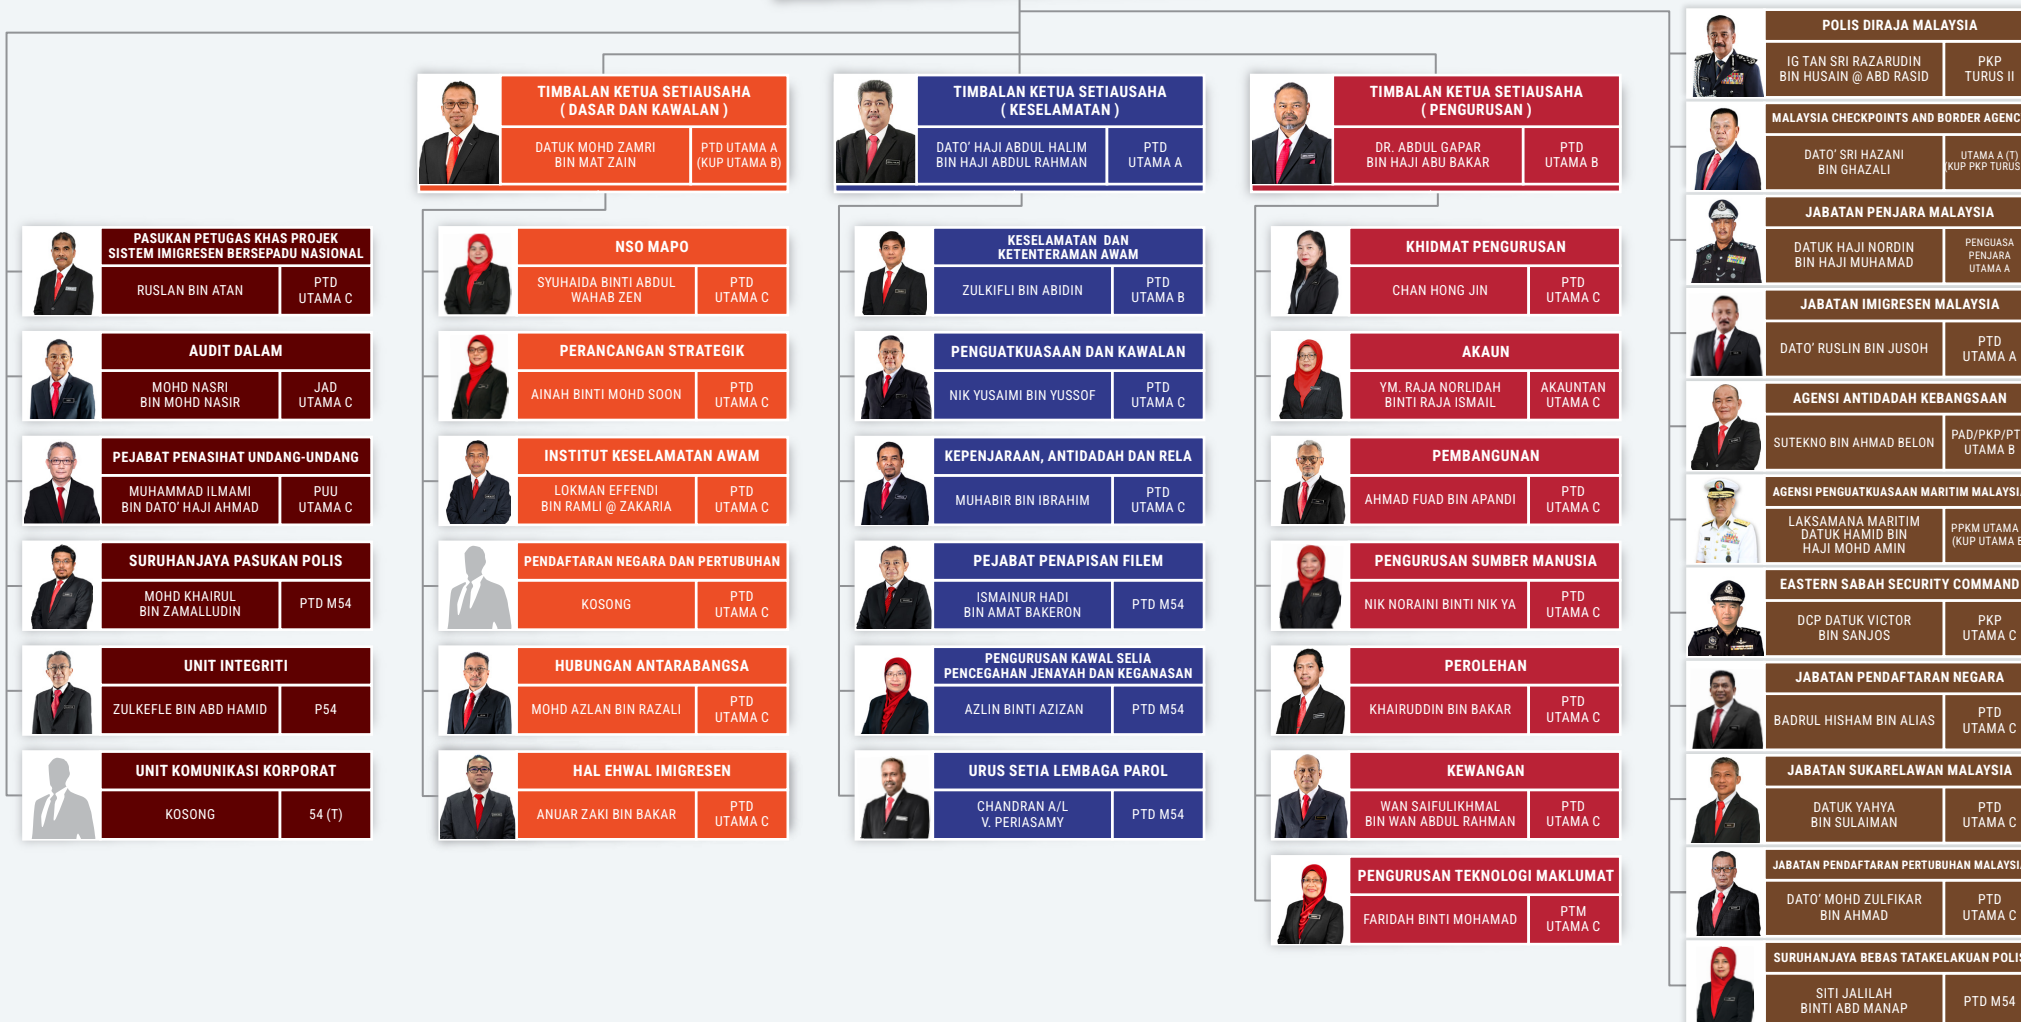 TIMBALAN KETUA SETIAUSAHA
( DASAR DAN KAWALAN )
DATUK MOHD ZAMRI
BIN MAT ZAIN
PTD UTAMA A
(KUP UTAMA B)
TIMBALAN KETUA SETIAUSAHA
( KESELAMATAN )
DATO' HAJI ABDUL HALIM
BIN HAJI ABDUL RAHMAN
PTD
UTAMA A
TIMBALAN KETUA SETIAUSAHA
( PENGURUSAN )
DR. ABDUL GAPAR
BIN HAJI ABU BAKAR
PTD
UTAMA B
PASUKAN PETUGAS KHAS PROJEK
SISTEM IMIGRESEN BERSEPADU NASIONAL
RUSLAN BIN ATAN
PTD
UTAMA C
AUDIT DALAM
MOHD NASRI
BIN MOHD NASIR
JAD
UTAMA C
PEJABAT PENASIHAT UNDANG-UNDANG
MUHAMMAD ILMAMI
BIN DATO' HAJI AHMAD
PUU
UTAMA C
SURUHANJAYA PASUKAN POLIS
MOHD KHAIRUL
BIN ZAMALLUDIN
PTD M54
UNIT INTEGRITI
ZULKEFLE BIN ABD HAMID
P54
UNIT KOMUNIKASI KORPORAT
KOSONG
54 (T)
NSO MAPO
SYUHAIDA BINTI ABDUL
WAHAB ZEN
PTD
UTAMA C
PERANCANGAN STRATEGIK
AINAH BINTI MOHD SOON
PTD
UTAMA C
INSTITUT KESELAMATAN AWAM
LOKMAN EFFENDI
BIN RAMLI @ ZAKARIA
PTD
UTAMA C
PENDAFTARAN NEGARA DAN PERTUBUHAN
KOSONG
PTD
UTAMA C
HUBUNGAN ANTARABANGSA
MOHD AZLAN BIN RAZALI
PTD
UTAMA C
HAL EHWAL IMIGRESEN
ANUAR ZAKI BIN BAKAR
PTD
UTAMA C
KESELAMATAN DAN
KETENTERAMAN AWAM
ZULKIFLI BIN ABIDIN
PTD
UTAMA B
PENGUATKUASAAN DAN KAWALAN
NIK YUSAIMI BIN YUSSOF
PTD
UTAMA C
KEPENJARAAN, ANTIDADAH DAN RELA
MUHABIR BIN IBRAHIM
PTD
UTAMA C
PEJABAT PENAPISAN FILEM
ISMAINUR HADI
BIN AMAT BAKERON
PTD M54
PENGURUSAN KAWAL SELIA
PENCEGAHAN JENAYAH DAN KEGANASAN
AZLIN BINTI AZIZAN
PTD M54
URUS SETIA LEMBAGA PAROL
CHANDRAN A/L
V. PERIASAMY
PTD M54
KHIDMAT PENGURUSAN
CHAN HONG JIN
PTD
UTAMA C
AKAUN
YM. RAJA NORLIDAH
BINTI RAJA ISMAIL
AKAUNTAN
UTAMA C
PEMBANGUNAN
AHMAD FUAD BIN APANDI
PTD
UTAMA C
PENGURUSAN SUMBER MANUSIA
NIK NORAINI BINTI NIK YA
PTD
UTAMA C
PEROLEHAN
KHAIRUDDIN BIN BAKAR
PTD
UTAMA C
KEWANGAN
WAN SAIFULIKHMAL
BIN WAN ABDUL RAHMAN
PTD
UTAMA C
PENGURUSAN TEKNOLOGI MAKLUMAT
FARIDAH BINTI MOHAMAD
PTM
UTAMA C
POLIS DIRAJA MALAYSIA
IG TAN SRI RAZARUDIN
BIN HUSAIN @ ABD RASID
PKP
TURUS II
MALAYSIA CHECKPOINTS AND BORDER AGENC
DATO' SRI HAZANI
BIN GHAZALI
UTAMA A (T)
(KUP PKP TURUS
JABATAN PENJARA MALAYSIA
DATUK HAJI NORDIN
BIN HAJI MUHAMAD
PENGUASA
PENJARA
UTAMA A
JABATAN IMIGRESEN MALAYSIA
DATO' RUSLIN BIN JUSOH
PTD
UTAMA A
AGENSI ANTIDADAH KEBANGSAAN
SUTEKNO BIN AHMAD BELON
PAD/PKP/PT
UTAMA B
AGENSI PENGUATKUASAAN MARITIM MALAYSIA
LAKSAMANA MARITIM
DATUK HAMID BIN
HAJI MOHD AMIN
PPKM UTAMA
(KUP UTAMA B
EASTERN SABAH SECURITY COMMAND
DCP DATUK VICTOR
BIN SANJOS
PKP
UTAMA C
JABATAN PENDAFTARAN NEGARA
BADRUL HISHAM BIN ALIAS
PTD
UTAMA C
JABATAN SUKARELAWAN MALAYSIA
DATUK YAHYA
BIN SULAIMAN
PTD
UTAMA C
JABATAN PENDAFTARAN PERTUBUHAN MALAYSIA
DATO' MOHD ZULFIKAR
BIN AHMAD
PTD
UTAMA C
SURUHANJAYA BEBAS TATAKELAKUAN POLIS
SITI JALILAH
BINTI ABD MANAP
PTD M54